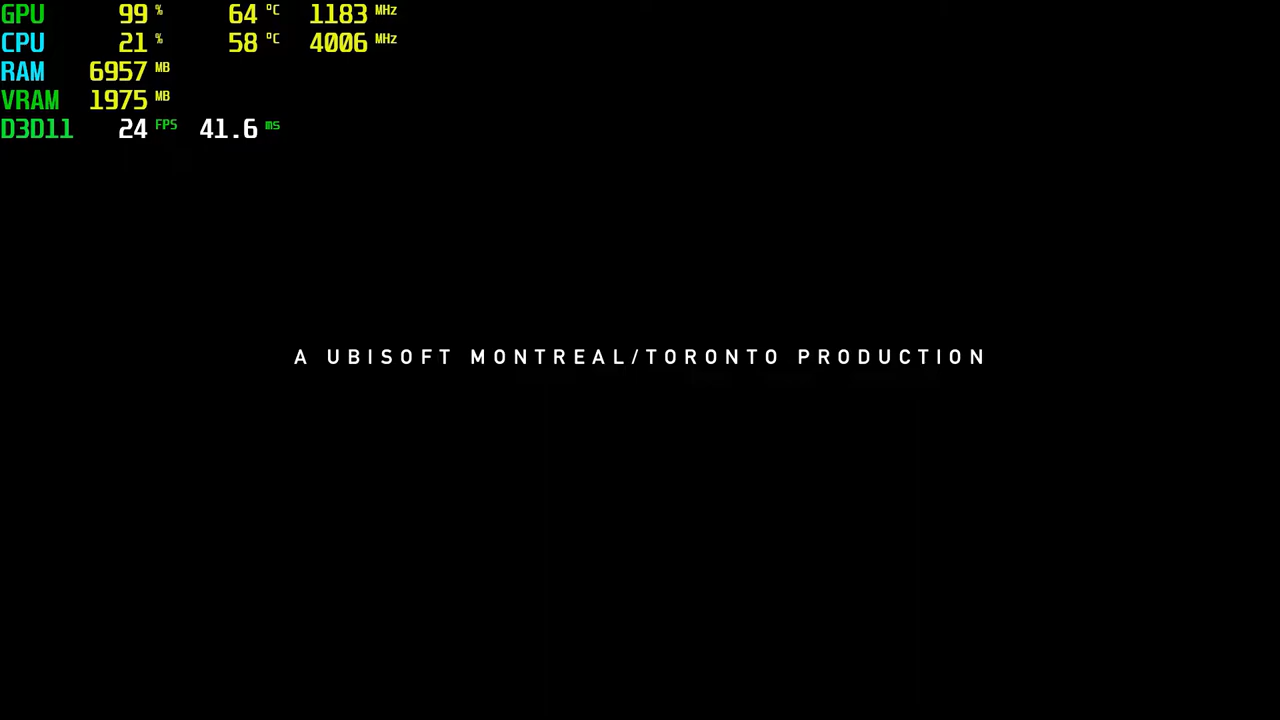 GPU 99 % 64 °C 1183 MHz
CPU 21 % 58 °C 4006 MHz
RAM 6957 MB
VRAM 1975 MB
D3D11 24 FPS 41.6 ms
A UBISOFT MONTREAL/TORONTO PRODUCTION